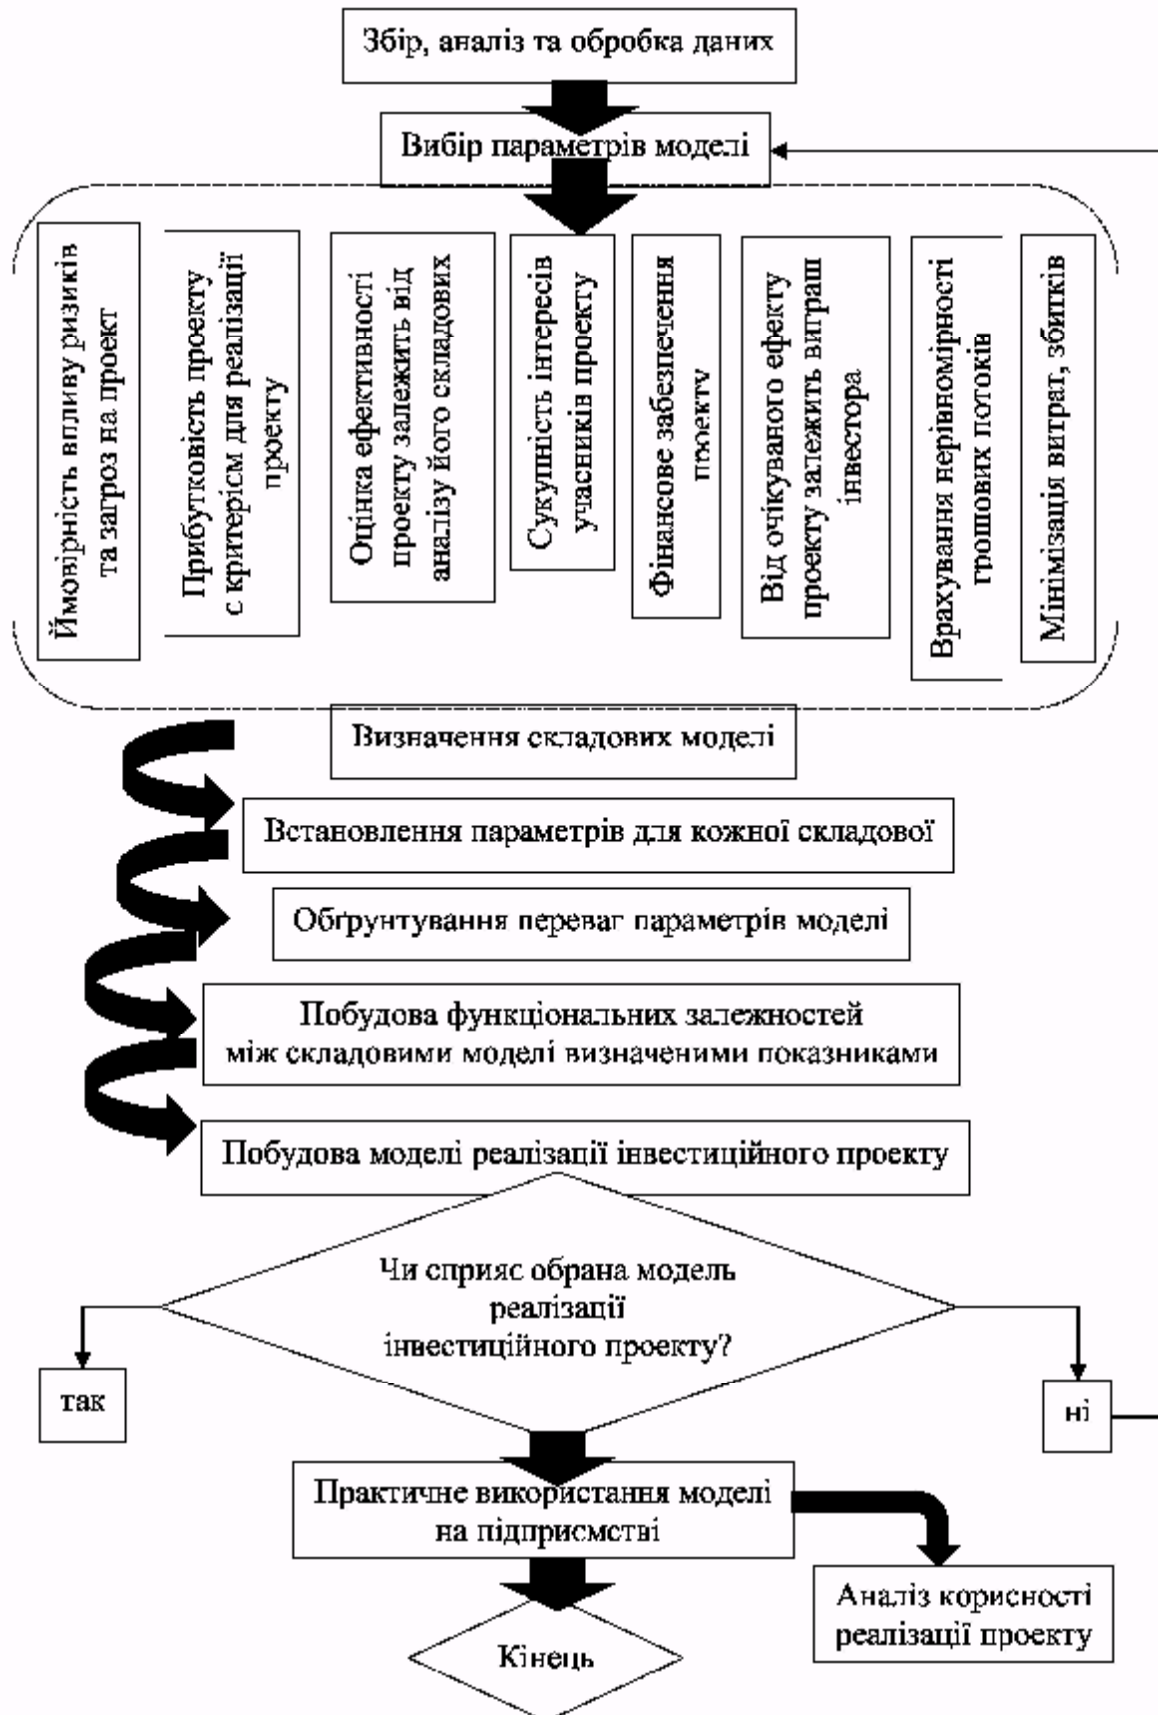 Збір, аналіз та обробка даних
Вибір параметрів моделі
Ймовірність впливу ризиків
та загроз на проект
Прибутковість проекту
є критерієм для реалізації
проекту
Оцінка ефективності
проекту залежить від
аналізу його складових
Сукупність інтересів
учасників проекту
Фінансове забезпечення
проекту
Від очікуваного ефекту
проекту залежить виграш
інвестора
Врахування нерівномірності
грошових потоків
Мінімізація витрат, збитків
Визначення складових моделі
Встановлення параметрів для кожної складової
Обґрунтування переваг параметрів моделі
Побудова функціональних залежностей
між складовими моделі визначеними показниками
Побудова моделі реалізації інвестиційного проекту
Чи сприяє обрана модель
реалізації
інвестиційного проекту?
так
ні
Практичне використання моделі
на підприємстві
Аналіз корисності
реалізації проекту
Кінець